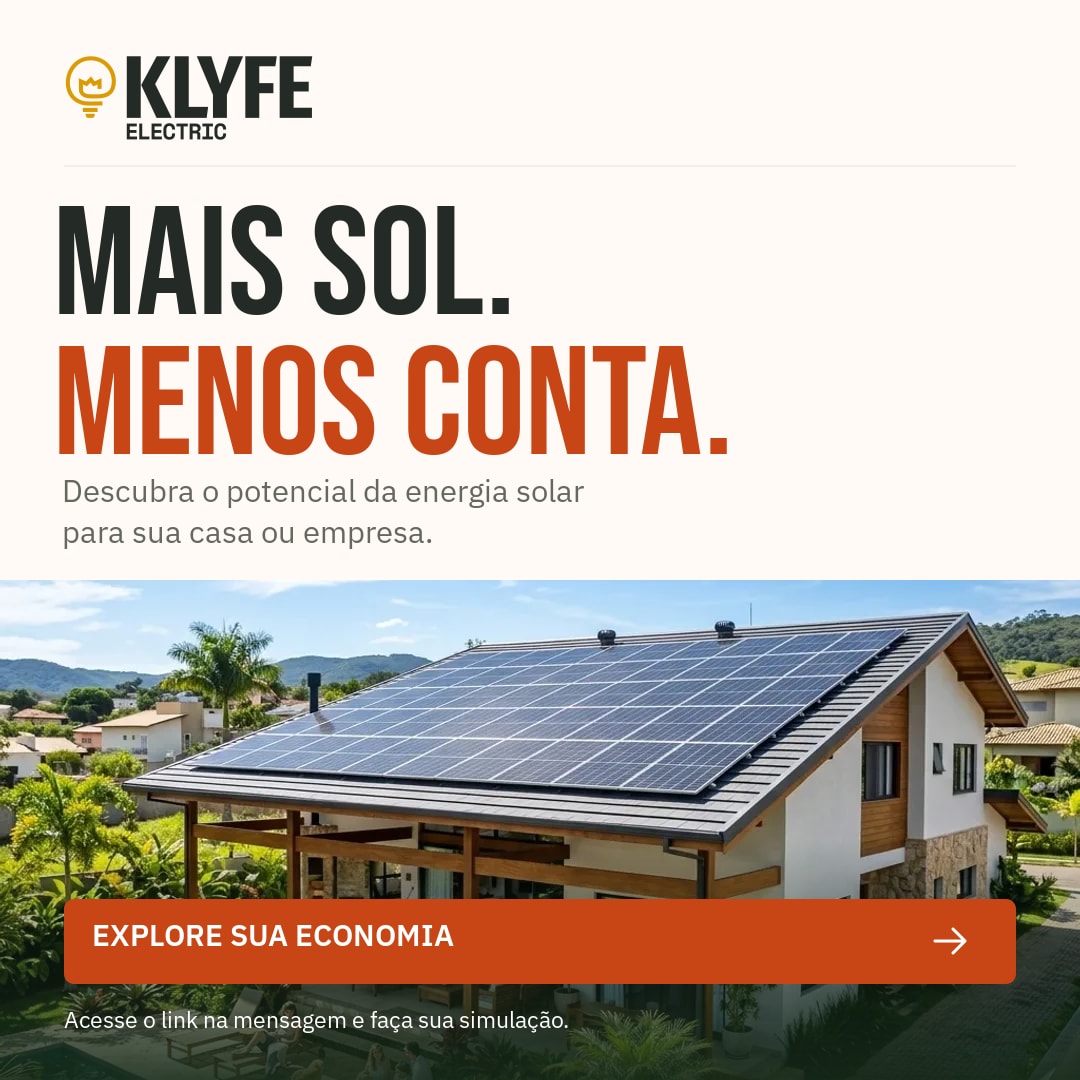 KLYFE
ELECTRIC
MAIS SOL.
MENOS CONTA.
Descubra o potencial da energia solar
para sua casa ou empresa.
EXPLORE SUA ECONOMIA
Acesse o link na mensagem e faça sua simulação.